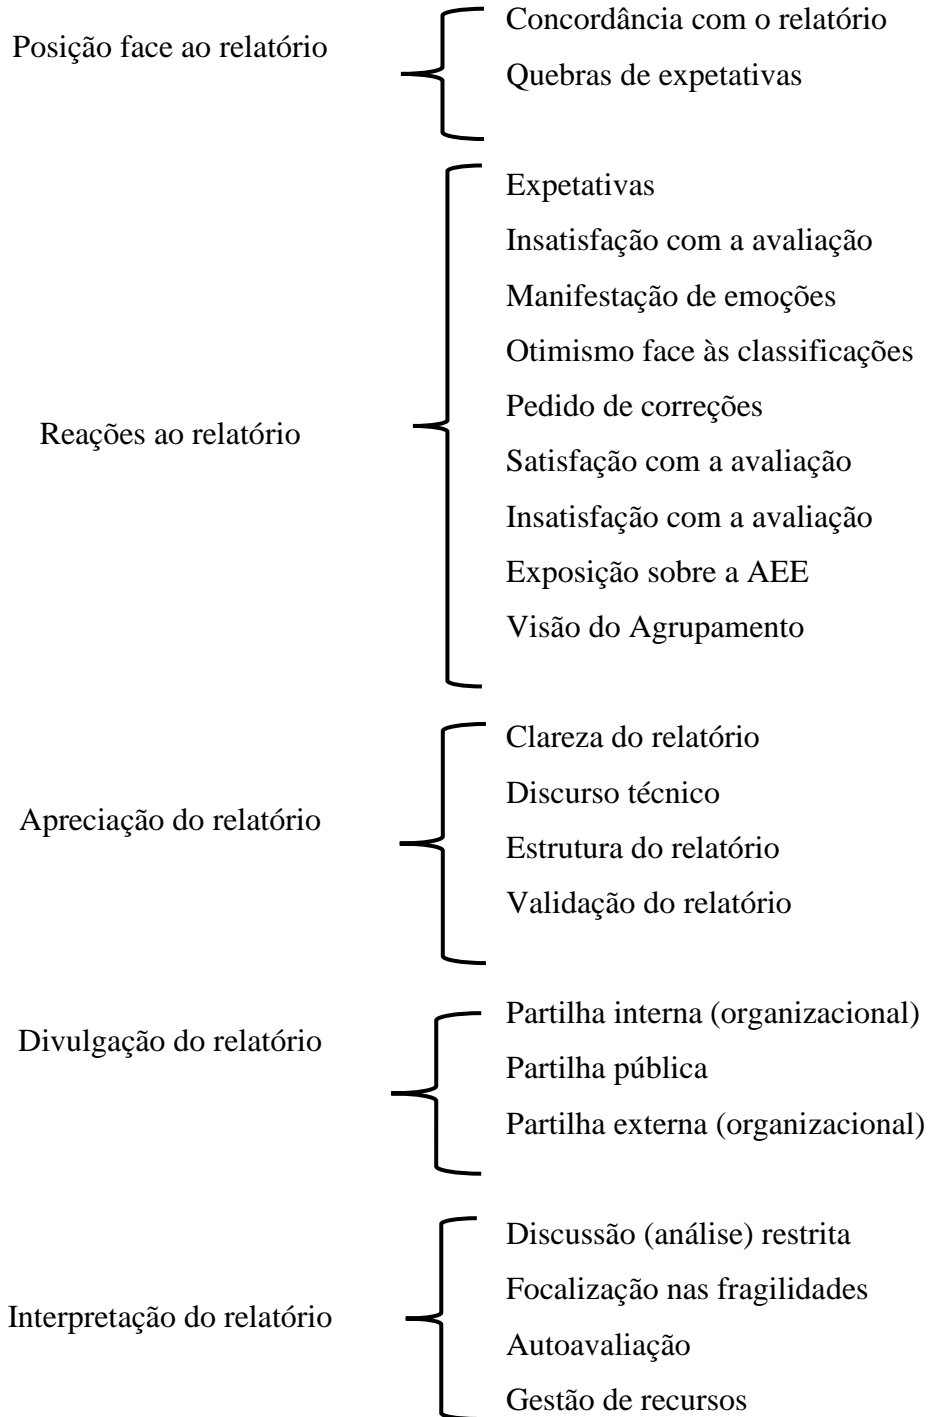 Posição face ao relatório
Concordância com o relatório
Quebras de expetativas
Reações ao relatório
Expetativas
Insatisfação com a avaliação
Manifestação de emoções
Otimismo face às classificações
Pedido de correções
Satisfação com a avaliação
Insatisfação com a avaliação
Exposição sobre a AEE
Visão do Agrupamento
Apreciação do relatório
Clareza do relatório
Discurso técnico
Estrutura do relatório
Validação do relatório
Divulgação do relatório
Partilha interna (organizacional)
Partilha pública
Partilha externa (organizacional)
Interpretação do relatório
Discussão (análise) restrita
Focalização nas fragilidades
Autoavaliação
Gestão de recursos